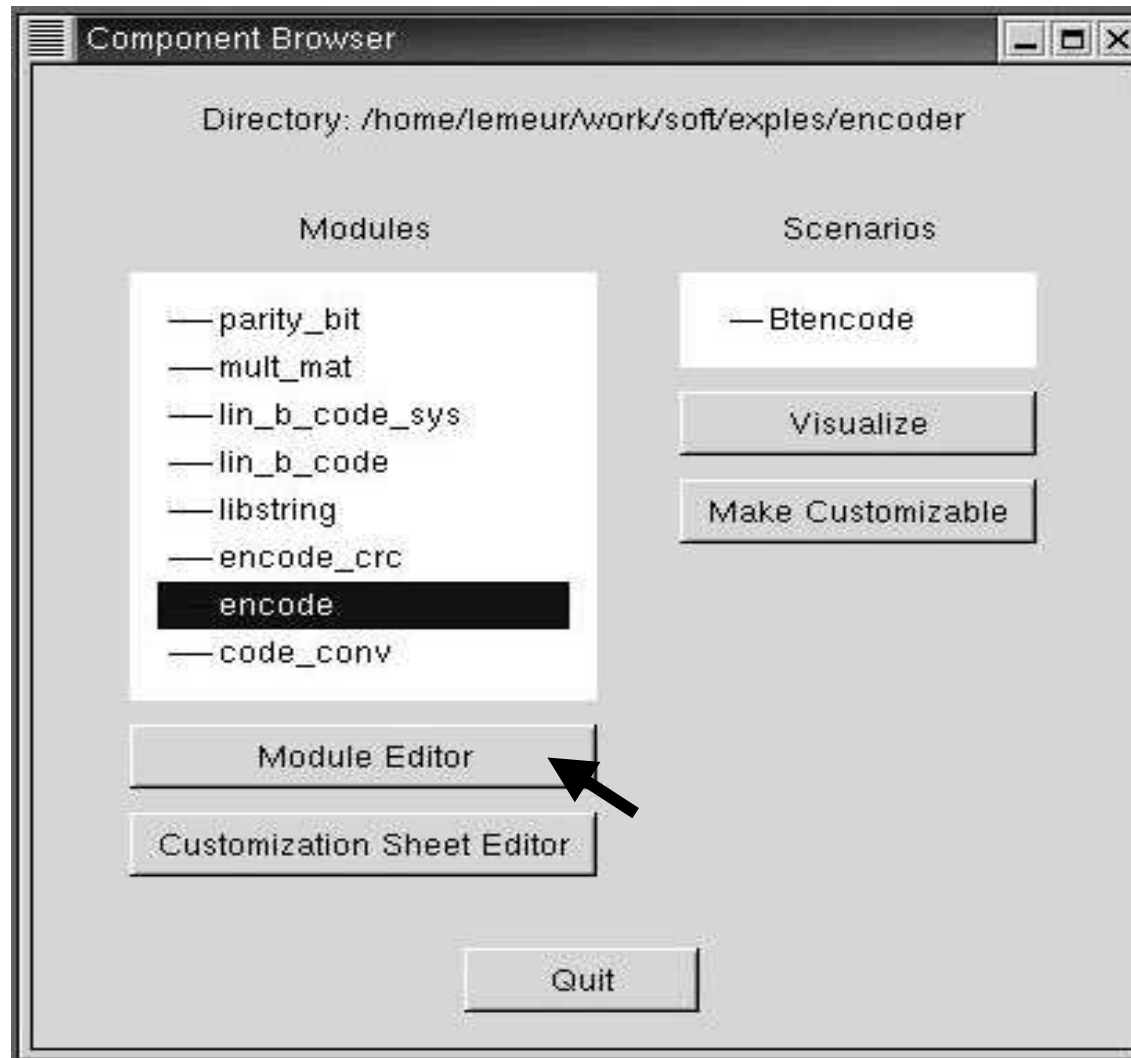 Component Browser
Directory: /home/lemeur/work/soft/exples/encoder
Modules
parity_bit
mult_mat
lin_b_code_sys
lin_b_code
libstring
encode_crc
encode
code_conv
Module Editor
Customization Sheet Editor
Scenarios
Btencode
Visualize
Make Customizable
Quit